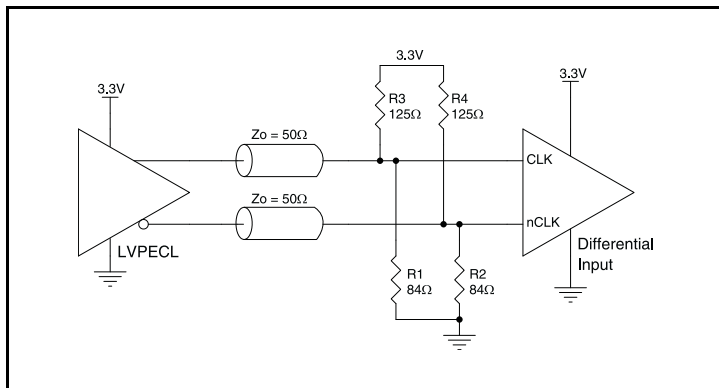 3.3V
3.3V
3.3V
R3
125Ω
R4
125Ω
Zo = 50Ω
CLK
Zo = 50Ω
nCLK
LVPECL
Differential
Input
R1
84Ω
R2
84Ω